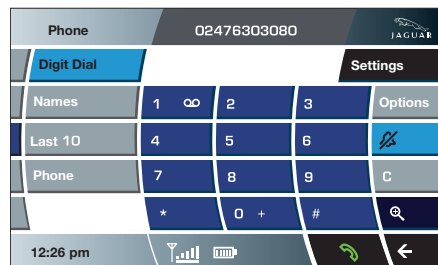 Phone 02476303080 JAGUAR
Digit Dial Settings
Names 1 2 3 Options
Last 10 4 5 6
Phone 7 8 9 C
* 0 + #
12:26 pm